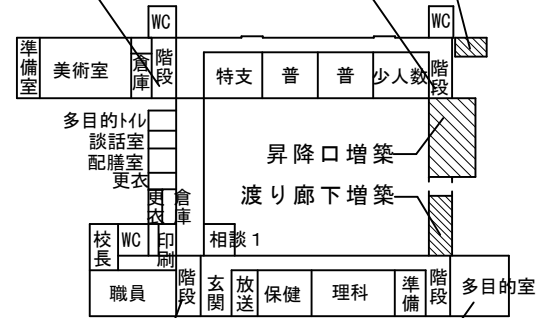 WC
WC
準備室
美術室
倉庫
階段
特支
普
普
少人数
階段
多目的ﾄｲﾚ
談話室
配膳室
更衣
更衣
倉庫
昇降口増築
渡り廊下増築
校長
WC
印刷
相談１
職員
階段
玄関
放送
保健
理科
準備
階段
多目的室